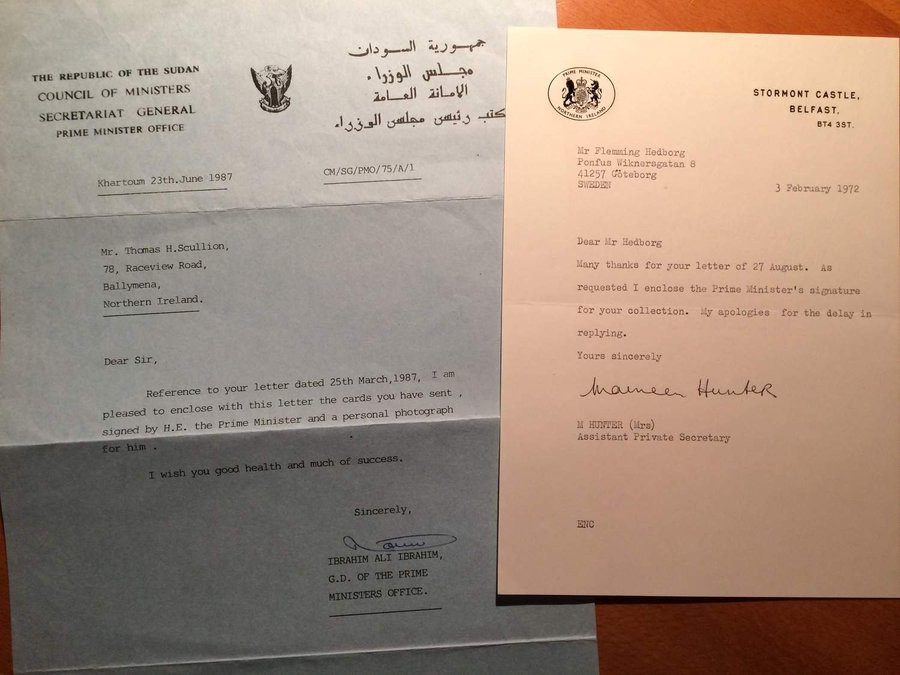 THE REPUBLIC OF THE SUDAN
COUNCIL OF MINISTERS
SECRETARIAT GENERAL
PRIME MINISTER OFFICE
جمهورية السودان
مجلس الوزراء
الامانة العامة
مكتب رئيس مجلس الوزراء
Khartoum 23th.June 1987
CM/SG/PMO/75/A/1
Mr. Thomas H.Scullion,
78, Raceview Road,
Ballymena,
Northern Ireland.
Dear Sir,
Reference to your letter dated 25th March,1987, I am
pleased to enclose with this letter the cards you have sent ,
signed by H.E. the Prime Minister and a personal photograph
for him .
I wish you good health and much of success.
Sincerely,
IBRAHIM ALI IBRAHIM,
G.D. OF THE PRIME
MINISTERS OFFICE.
PRIME MINISTER
NORTHERN IRELAND
STORMONT CASTLE,
BELFAST.
BT4 3ST.
Mr Flemming Hedborg
Ponfus Wiknersgatan 8
41257 Göteborg
SWEDEN
3 February 1972
Dear Mr Hedborg
Many thanks for your letter of 27 August. As
requested I enclose the Prime Minister's signature
for your collection. My apologies for the delay in
replying.
Yours sincerely
Maureen Hunter
M HUNTER (Mrs)
Assistant Private Secretary
ENC